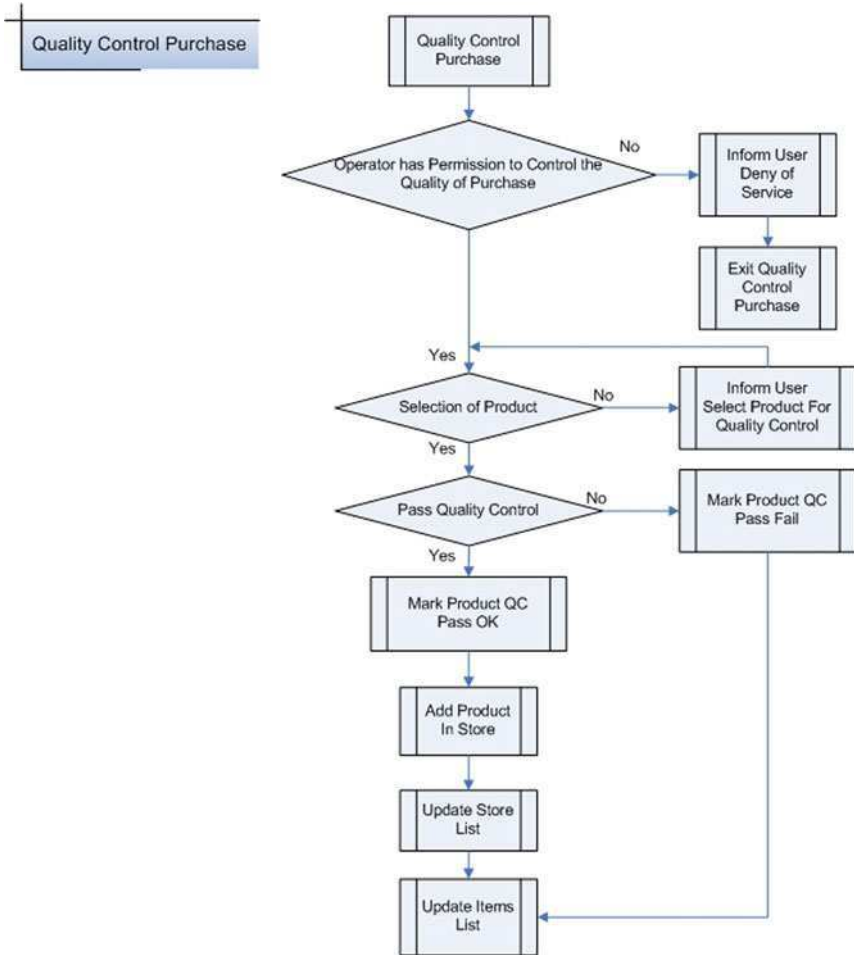 Quality Control Purchase
Quality Control
Purchase
Operator has Permission to Control the
Quality of Purchase
No
Inform User
Deny of
Service
Exit Quality
Control
Purchase
Yes
Selection of Product
No
Inform User
Select Product For
Quality Control
Yes
Pass Quality Control
No
Mark Product QC
Pass Fail
Yes
Mark Product QC
Pass OK
Add Product
In Store
Update Store
List
Update Items
List